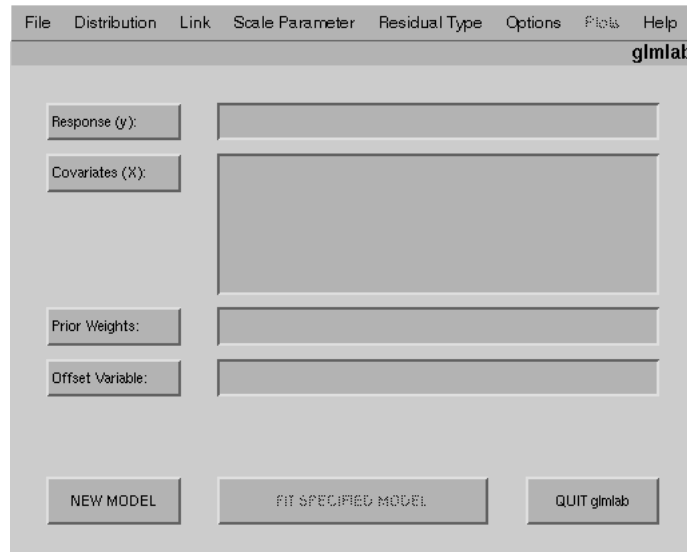 File Distribution Link Scale Parameter Residual Type Options Plots Help
glmlab
Response (y):
Covariates (X):
Prior Weights:
Offset Variable:
NEW MODEL FIT SPECIFIED MODEL QUIT glmlab